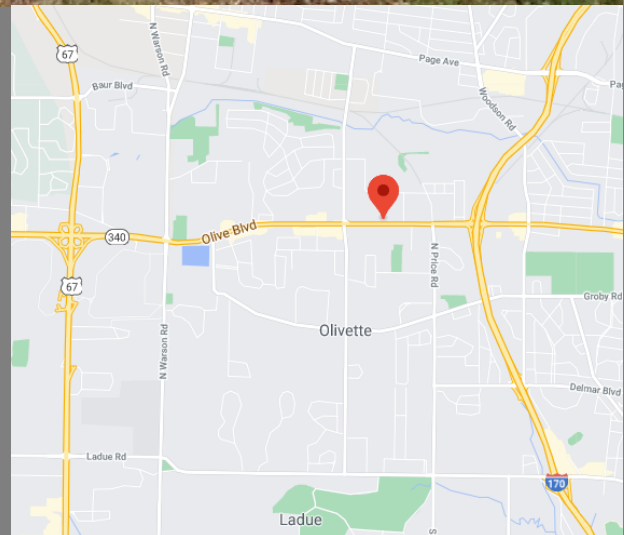 67
N Warson Rd
Page Ave
Baur Blvd
Woodson Rd
Olive Blvd
340
67
N Price Rd
Groby Rd
Olivette
N Warson Rd
Delmar Blvd
Ladue Rd
170
Ladue